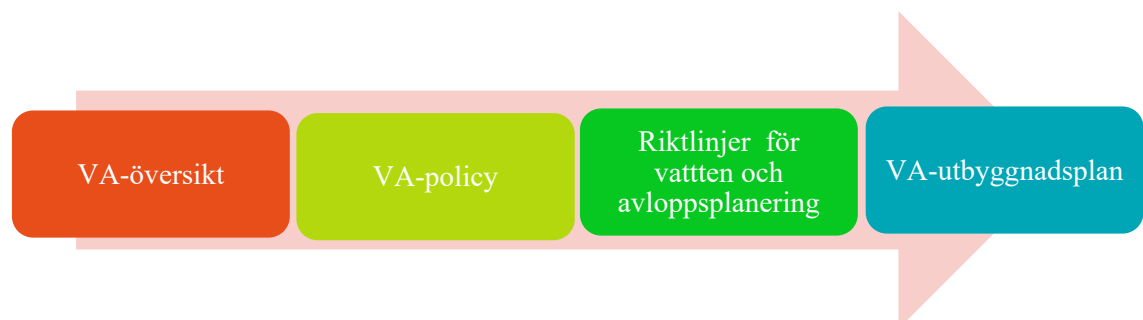 VA-översikt
VA-policy
Riktlinjer för
vattten och
avloppsplanering
VA-utbyggnadsplan